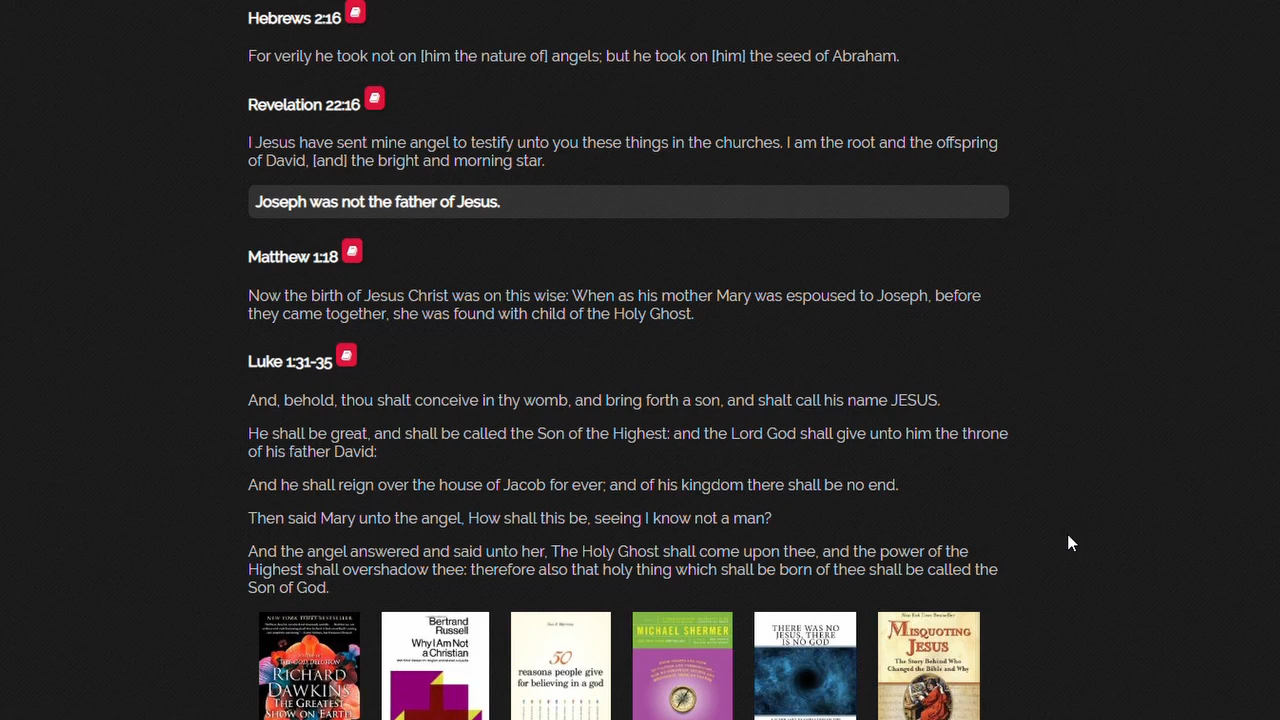 Hebrews 2:16
For verily he took not on [him the nature of] angels; but he took on [him] the seed of Abraham.
Revelation 22:16
I Jesus have sent mine angel to testify unto you these things in the churches. I am the root and the offspring
of David, [and] the bright and morning star.
Joseph was not the father of Jesus.
Matthew 1:18
Now the birth of Jesus Christ was on this wise: When as his mother Mary was espoused to Joseph, before
they came together, she was found with child of the Holy Ghost.
Luke 1:31-35
And, behold, thou shalt conceive in thy womb, and bring forth a son, and shalt call his name JESUS.
He shall be great, and shall be called the Son of the Highest: and the Lord God shall give unto him the throne
of his father David:
And he shall reign over the house of Jacob for ever; and of his kingdom there shall be no end.
Then said Mary unto the angel, How shall this be, seeing I know not a man?
And the angel answered and said unto her, The Holy Ghost shall come upon thee, and the power of the
Highest shall overshadow thee: therefore also that holy thing which shall be born of thee shall be called the
Son of God.
NEW YORK TIMES BESTSELLER
THE GOD DELUSION
RICHARD
DAWKINS
THE GREATEST
SHOW ON EARTH
Bertrand
Russell
Why I Am Not
a Christian
50
reasons people give
for believing in a god
MICHAEL SHERMER
THERE WAS NO
JESUS, THERE
IS NO GOD
New York Times Bestseller
MISQUOTING
JESUS
The Story Behind Who
Changed the Bible and Why